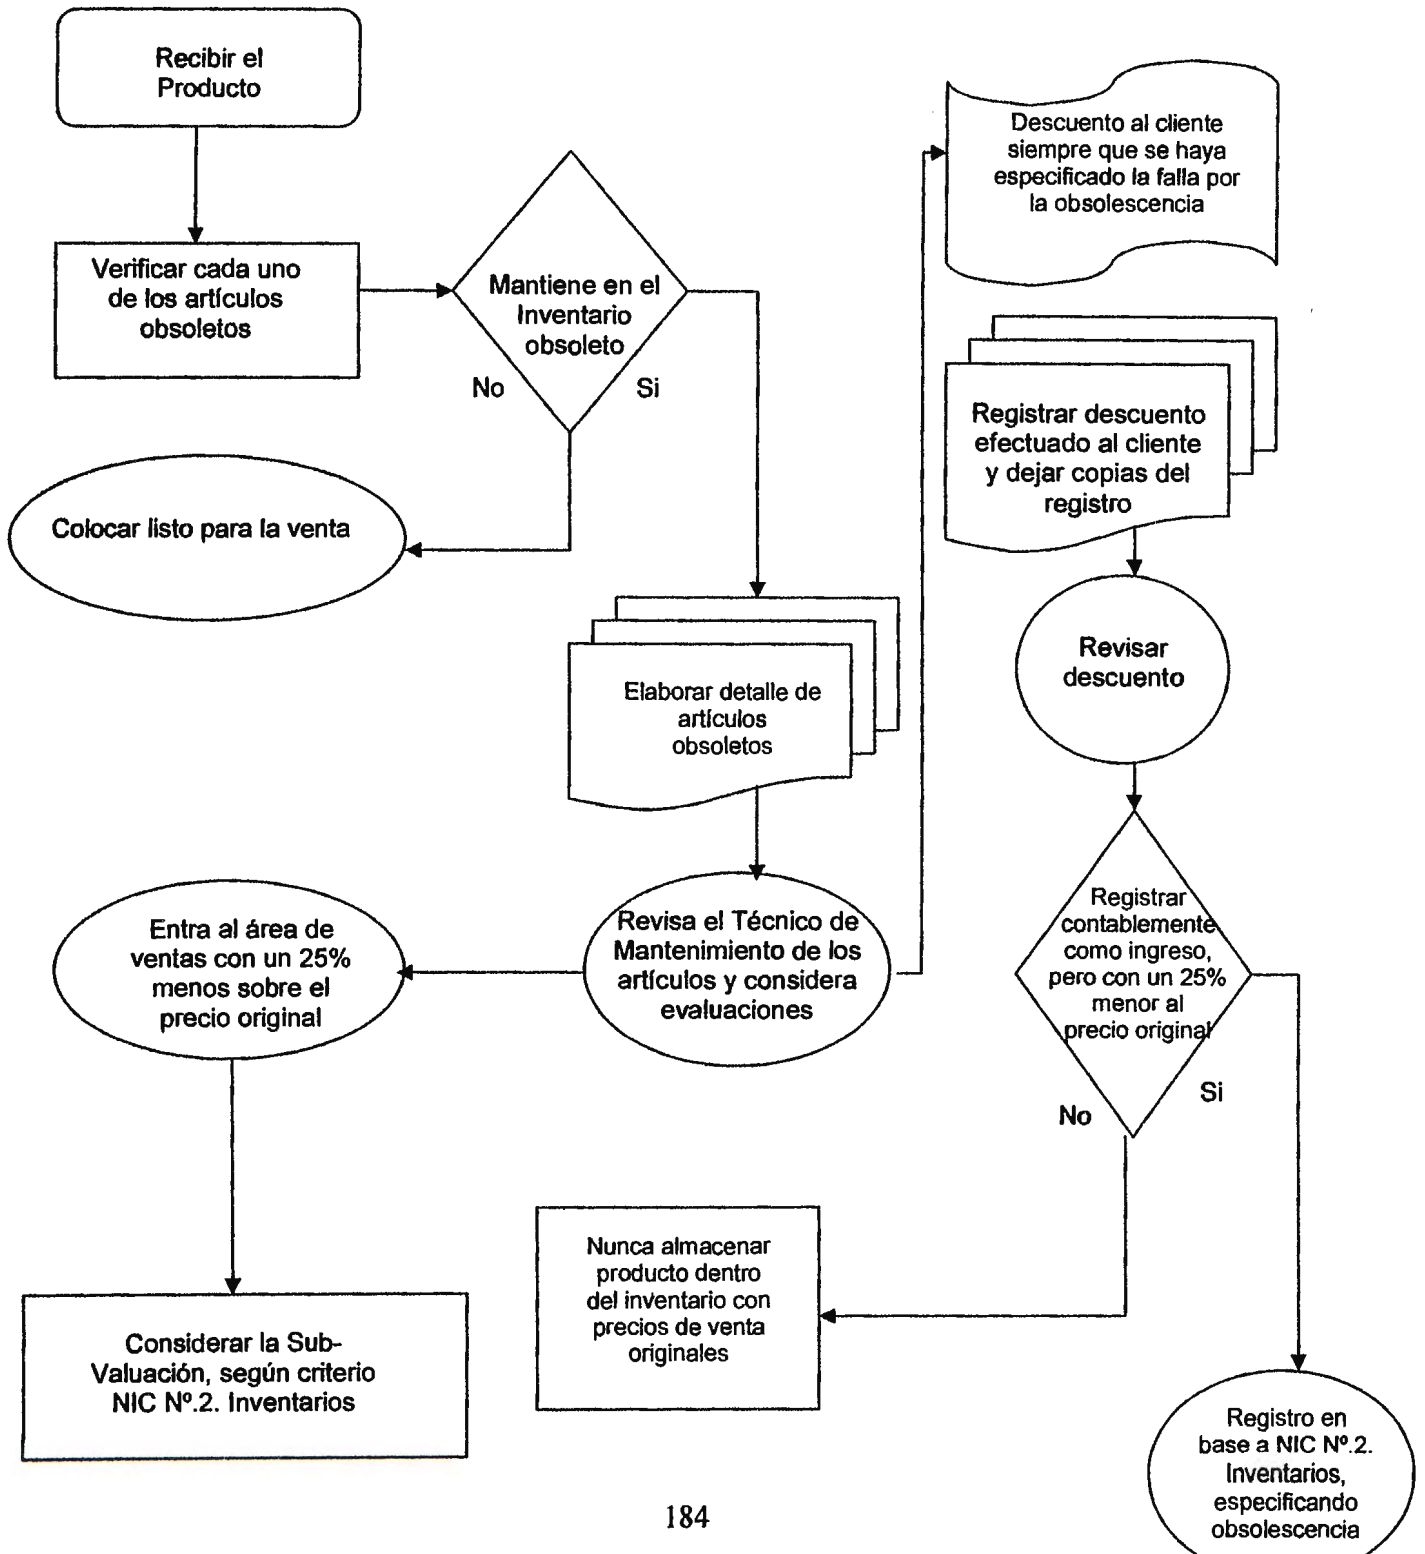 Recibir el
Producto
Verificar cada uno
de los artículos
obsoletos
Mantiene en el
Inventario
obsoleto
No
Si
Colocar listo para la venta
Elaborar detalle de
artículos
obsoletos
Revisa el Técnico de
Mantenimiento de los
artículos y considera
evaluaciones
Entra al área de
ventas con un 25%
menos sobre el
precio original
Considerar la Sub-
Valuación, según criterio
NIC Nº.2. Inventarios
Descuento al cliente
siempre que se haya
especificado la falla por
la obsolescencia
Registrar descuento
efectuado al cliente
y dejar copias del
registro
Revisar
descuento
Registrar
contablemente
como ingreso,
pero con un 25%
menor al
precio original
No
Si
Nunca almacenar
producto dentro
del inventario con
precios de venta
originales
Registro en
base a NIC Nº.2.
Inventarios,
especificando
obsolescencia
184